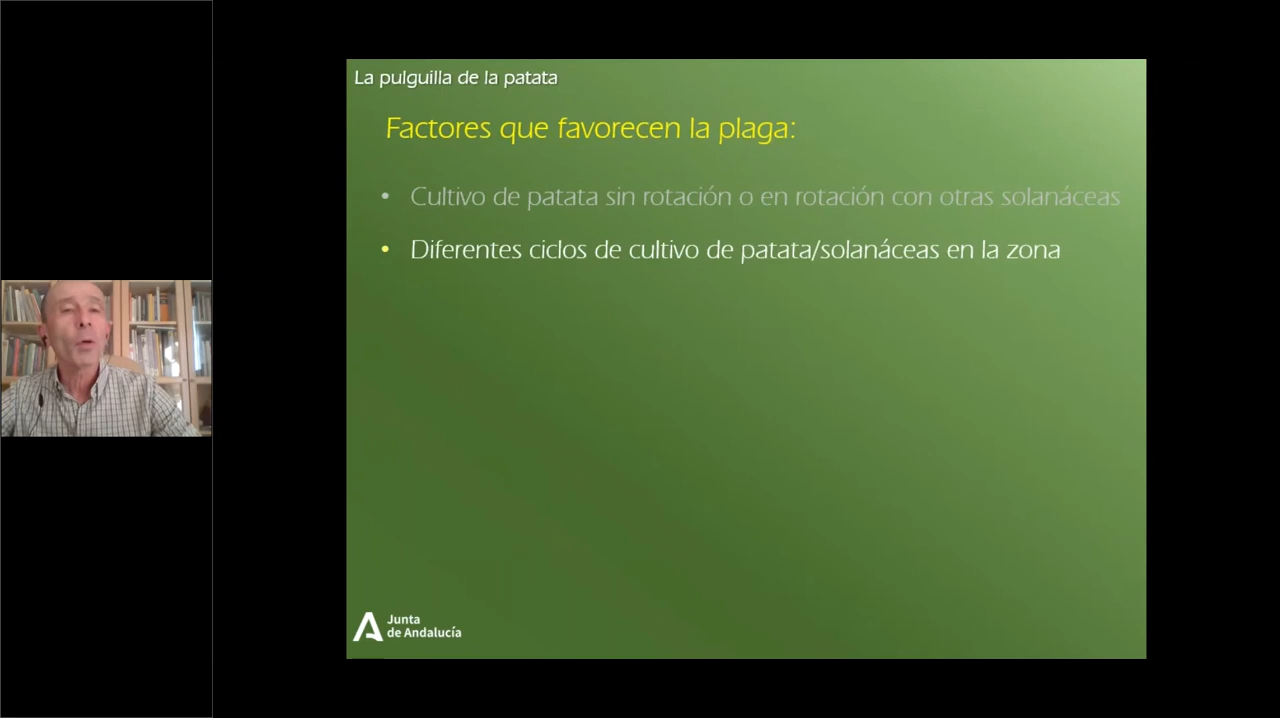 La pulguilla de la patata
Factores que favorecen la plaga:
• Cultivo de patata sin rotación o en rotación con otras solanáceas
• Diferentes ciclos de cultivo de patata/solanáceas en la zona
Junta
de Andalucía